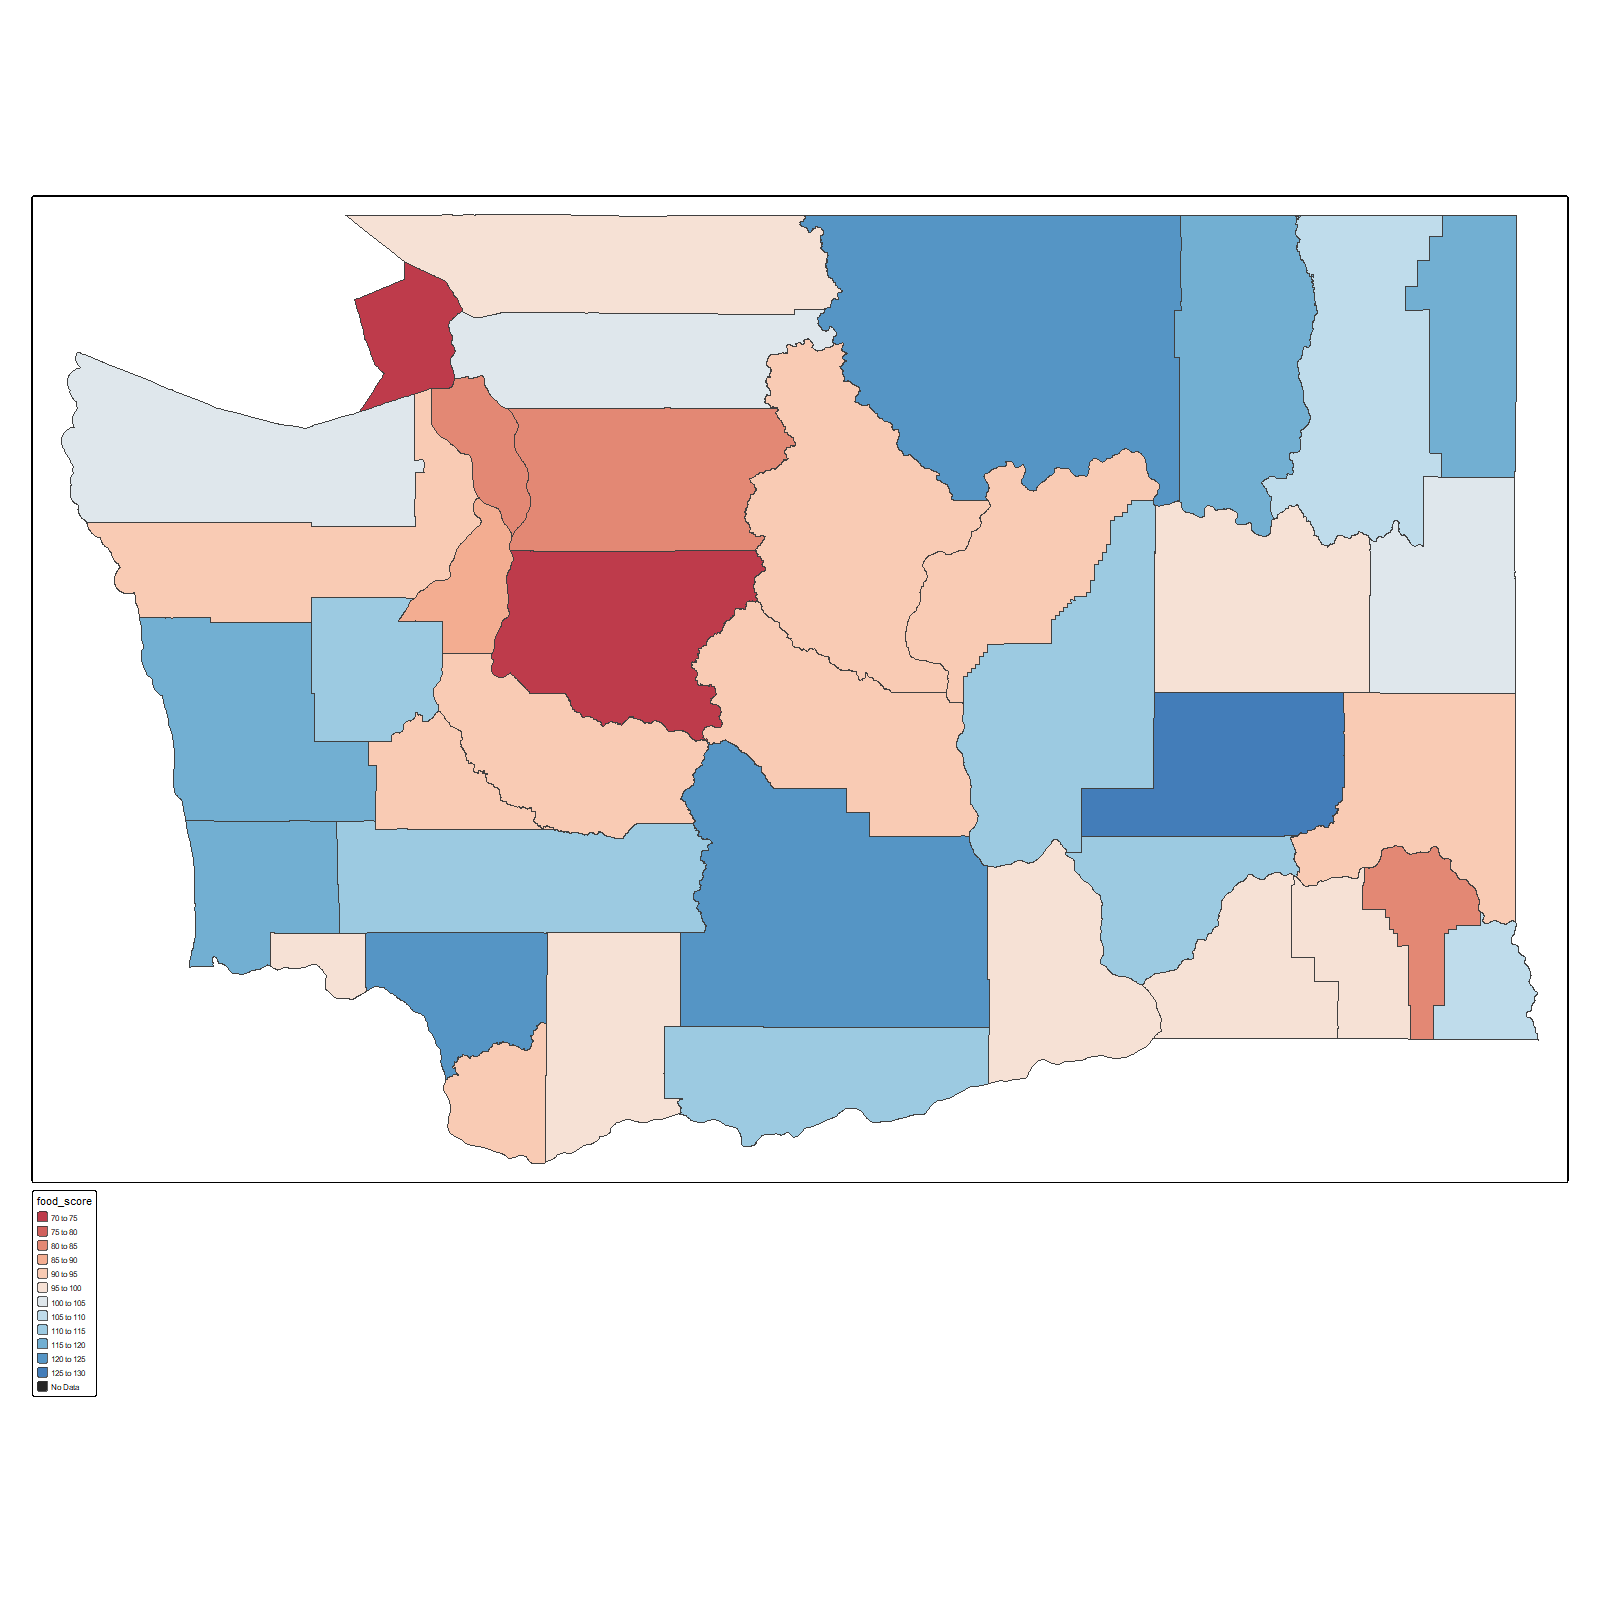 food_score
70 to 75
75 to 80
80 to 85
85 to 90
90 to 95
95 to 100
100 to 105
105 to 110
110 to 115
115 to 120
120 to 125
125 to 130
No Data